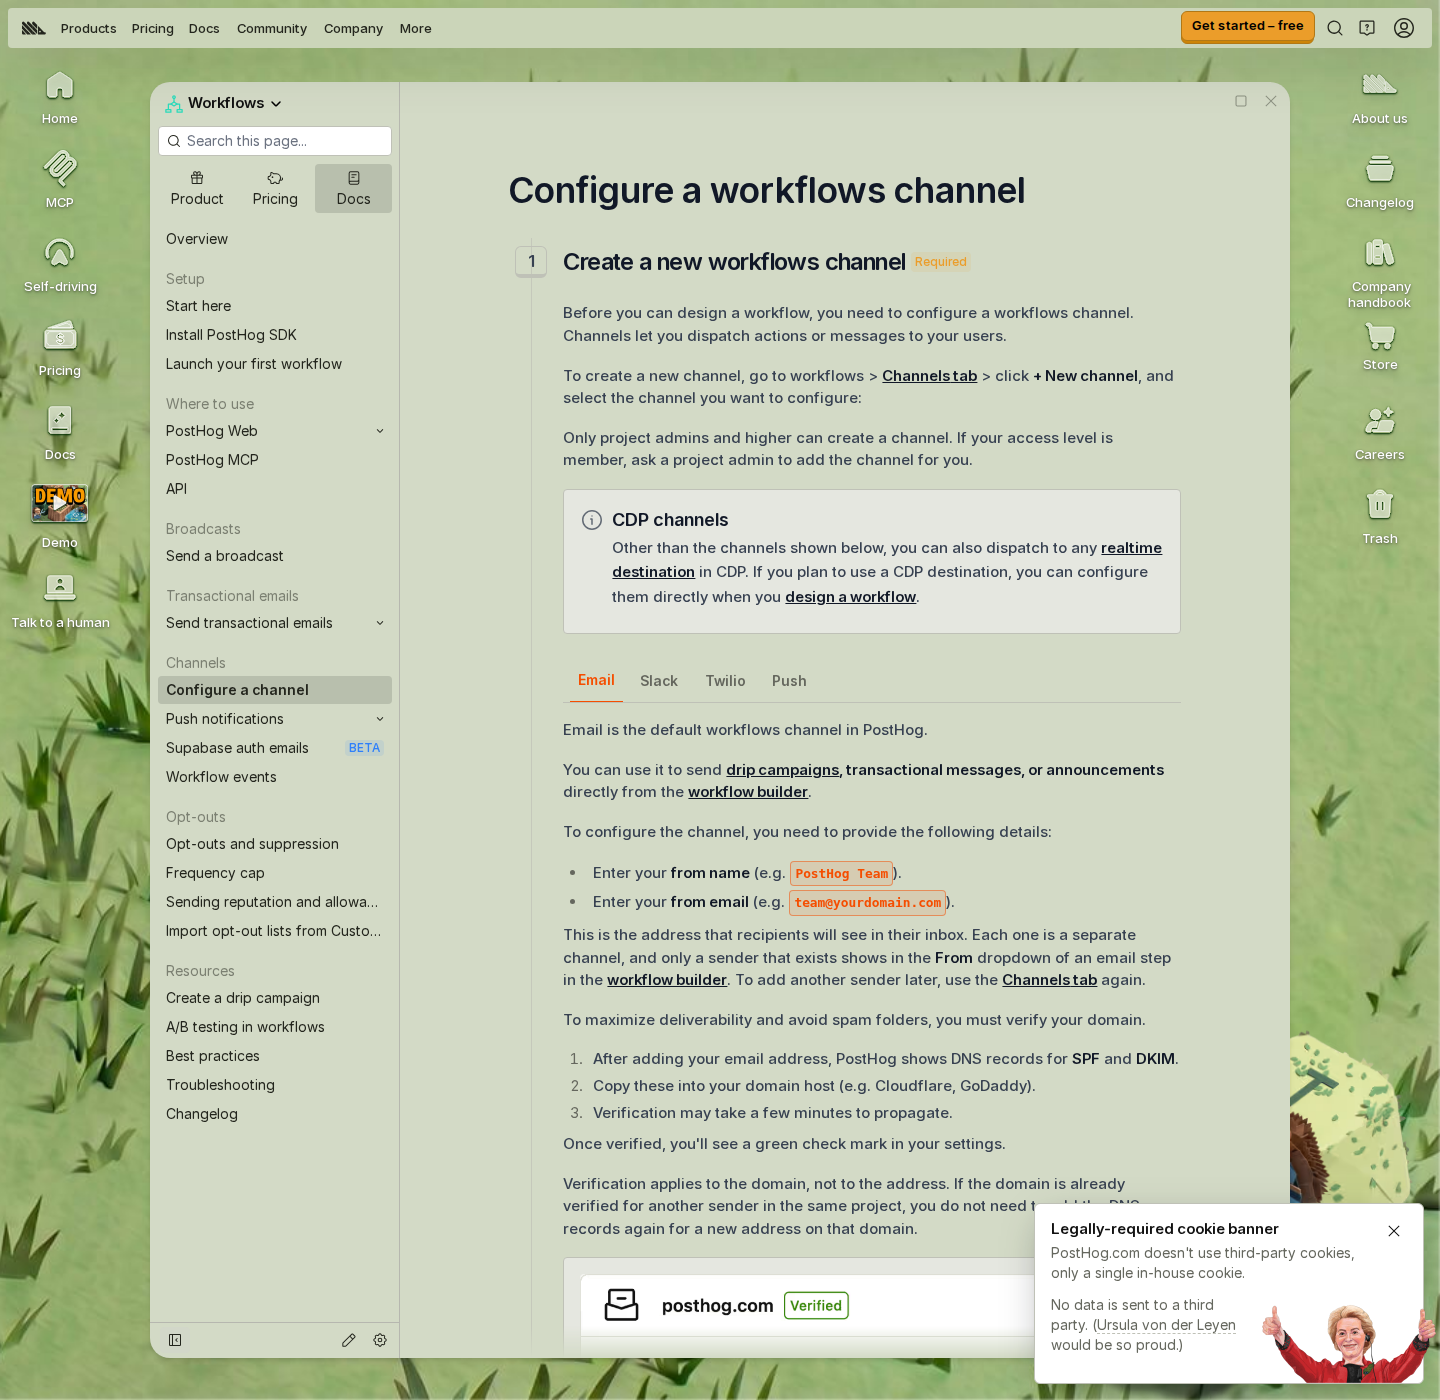 Products Pricing Docs Community Company More
Get started – free
Home
MCP
Self-driving
Pricing
$
Docs
DEMO
Demo
Talk to a human
About us
Changelog
Company
handbook
Store
Careers
Trash
Workflows
Search this page...
Product Pricing Docs
Overview
Setup
Start here
Install PostHog SDK
Launch your first workflow
Where to use
PostHog Web
PostHog MCP
API
Broadcasts
Send a broadcast
Transactional emails
Send transactional emails
Channels
Configure a channel
Push notifications
Supabase auth emails BETA
Workflow events
Opt-outs
Opt-outs and suppression
Frequency cap
Sending reputation and allowa...
Import opt-out lists from Custo...
Resources
Create a drip campaign
A/B testing in workflows
Best practices
Troubleshooting
Changelog
Configure a workflows channel
1 Create a new workflows channel Required
Before you can design a workflow, you need to configure a workflows channel.
Channels let you dispatch actions or messages to your users.
To create a new channel, go to workflows > Channels tab > click + New channel, and
select the channel you want to configure:
Only project admins and higher can create a channel. If your access level is
member, ask a project admin to add the channel for you.
CDP channels
Other than the channels shown below, you can also dispatch to any realtime
destination in CDP. If you plan to use a CDP destination, you can configure
them directly when you design a workflow.
Email Slack Twilio Push
Email is the default workflows channel in PostHog.
You can use it to send drip campaigns, transactional messages, or announcements
directly from the workflow builder.
To configure the channel, you need to provide the following details:
• Enter your from name (e.g. PostHog Team).
• Enter your from email (e.g. team@yourdomain.com).
This is the address that recipients will see in their inbox. Each one is a separate
channel, and only a sender that exists shows in the From dropdown of an email step
in the workflow builder. To add another sender later, use the Channels tab again.
To maximize deliverability and avoid spam folders, you must verify your domain.
1. After adding your email address, PostHog shows DNS records for SPF and DKIM.
2. Copy these into your domain host (e.g. Cloudflare, GoDaddy).
3. Verification may take a few minutes to propagate.
Once verified, you'll see a green check mark in your settings.
Verification applies to the domain, not to the address. If the domain is already
verified for another sender in the same project, you do not need to add the DNS
records again for a new address on that domain.
posthog.com Verified
Legally-required cookie banner
PostHog.com doesn't use third-party cookies,
only a single in-house cookie.
No data is sent to a third
party. (Ursula von der Leyen
would be so proud.)